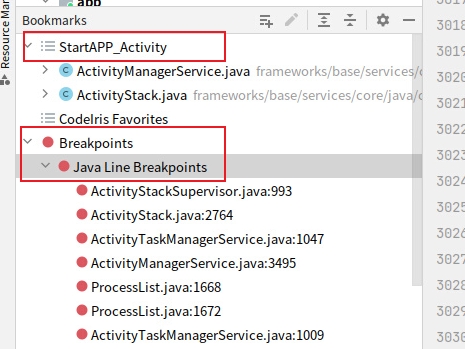 app
Resource Mar
Bookmarks
StartAPP_Activity
ActivityManagerService.java frameworks/base/services
ActivityStack.java frameworks/base/services/core/java/c
CodeIris Favorites
Breakpoints
Java Line Breakpoints
ActivityStackSupervisor.java:993
ActivityStack.java:2764
ActivityTaskManagerService.java:1047
ActivityManagerService.java:3495
ProcessList.java:1668
ProcessList.java:1672
ActivityTaskManagerService.java:1009
3018
3019
3020
3021
3022
3023
3024
3025
3026
3027
3028
3029
3030